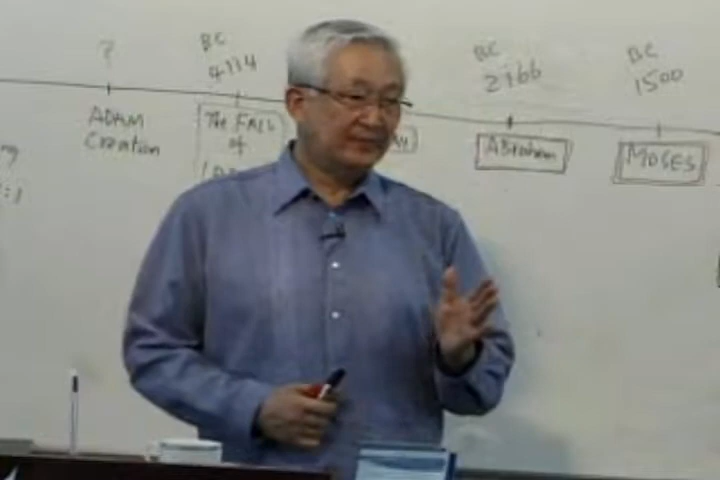 ?
ADAM
Creation
BC
4114
The FALL
of
BC
2166
Abraham
BC
1500
MOSES